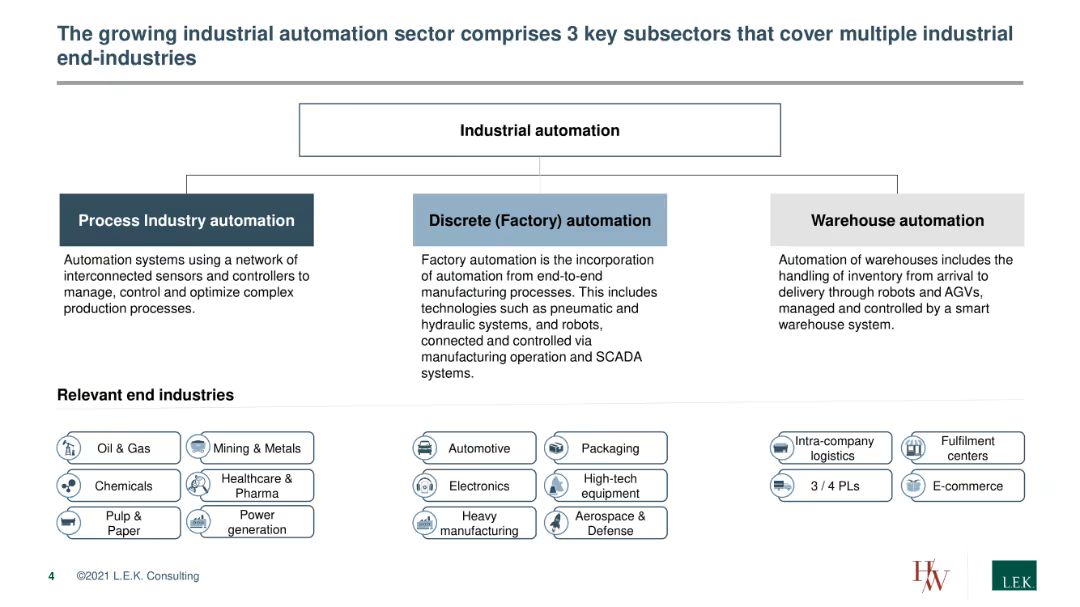 The growing industrial automation sector comprises 3 key subsectors that cover multiple industrial
end-industries
Industrial automation
Process Industry automation
Automation systems using a network of
interconnected sensors and controllers to
manage, control and optimize complex
production processes.
Discrete (Factory) automation
Factory automation is the incorporation
of automation from end-to-end
manufacturing processes. This includes
technologies such as pneumatic and
hydraulic systems, and robots,
connected and controlled via
manufacturing operation and SCADA
systems.
Warehouse automation
Automation of warehouses includes the
handling of inventory from arrival to
delivery through robots and AGVs,
managed and controlled by a smart
warehouse system.
Relevant end industries
Oil & Gas
Mining & Metals
Chemicals
Healthcare &
Pharma
Pulp &
Paper
Power
generation
Automotive
Packaging
Electronics
High-tech
equipment
Heavy
manufacturing
Aerospace &
Defense
Intra-company
logistics
Fulfilment
centers
3 / 4 PLs
E-commerce
4 ©2021 L.E.K. Consulting
H/W
L.E.K.